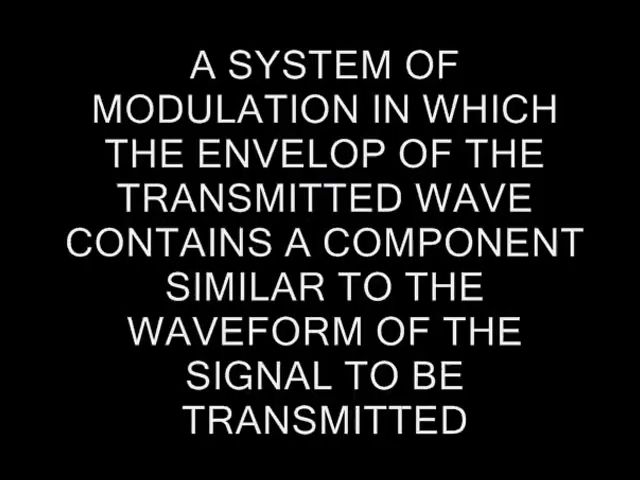 A SYSTEM OF
MODULATION IN WHICH
THE ENVELOP OF THE
TRANSMITTED WAVE
CONTAINS A COMPONENT
SIMILAR TO THE
WAVEFORM OF THE
SIGNAL TO BE
TRANSMITTED